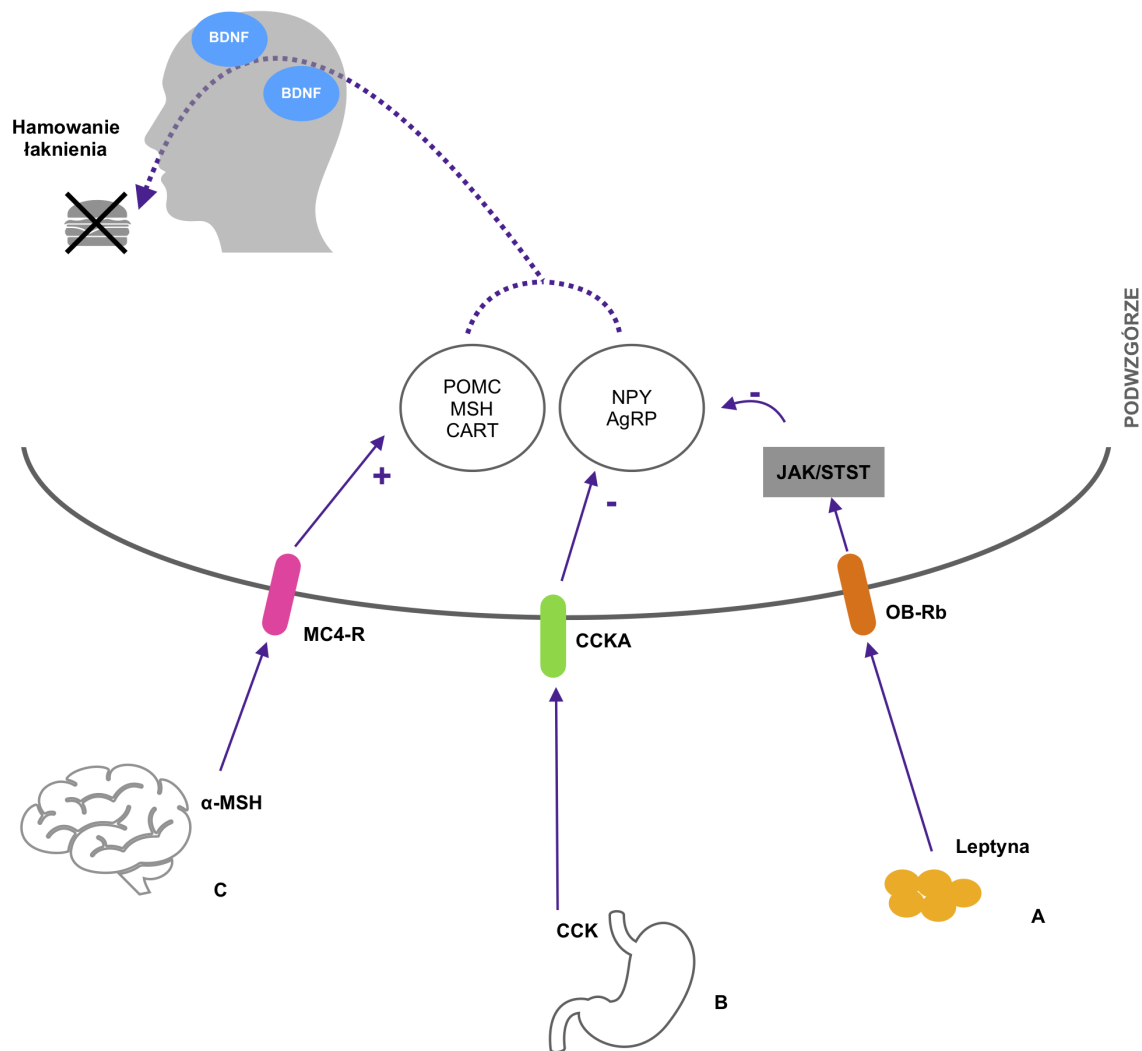 BDNF
BDNF
Hamowanie
łaknienia
PODWZGÓRZE
POMC
MSH
CART
NPY
AgRP
-
JAK/STST
+
-
MC4-R
CCKA
OB-Rb
α-MSH
C
Leptyna
A
CCK
B